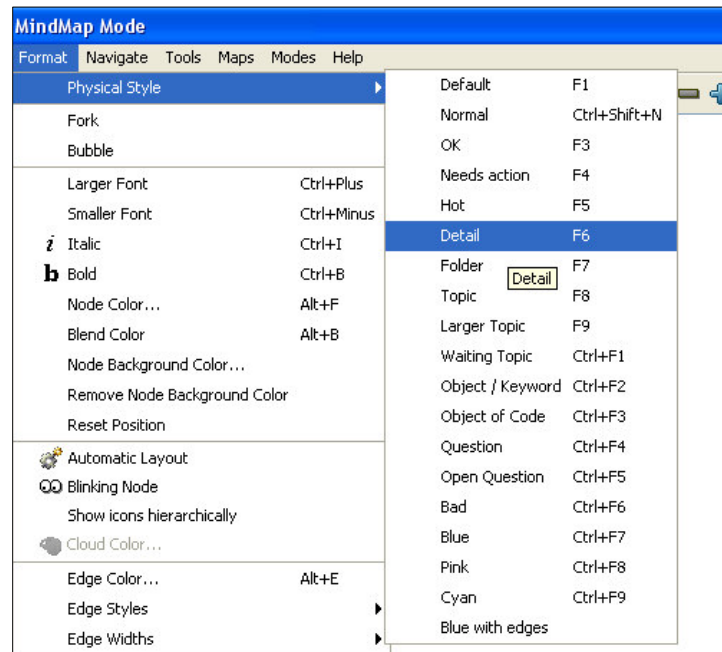 MindMap Mode
Format Navigate Tools Maps Modes Help
Physical Style
Fork
Bubble
Larger Font Ctrl+Plus
Smaller Font Ctrl+Minus
i Italic Ctrl+I
b Bold Ctrl+B
Node Color... Alt+F
Blend Color Alt+B
Node Background Color...
Remove Node Background Color
Reset Position
Automatic Layout
Blinking Node
Show icons hierarchically
Cloud Color...
Edge Color... Alt+E
Edge Styles
Edge Widths
Default F1
Normal Ctrl+Shift+N
OK F3
Needs action F4
Hot F5
Detail F6
Folder F7
Detail
Topic F8
Larger Topic F9
Waiting Topic Ctrl+F1
Object / Keyword Ctrl+F2
Object of Code Ctrl+F3
Question Ctrl+F4
Open Question Ctrl+F5
Bad Ctrl+F6
Blue Ctrl+F7
Pink Ctrl+F8
Cyan Ctrl+F9
Blue with edges